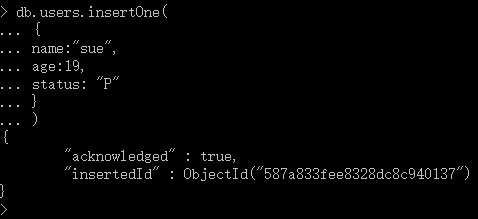 > db.users.insertOne(
... {
... name:"sue",
... age:19,
... status: "P"
... }
... )
{
        "acknowledged" : true,
        "insertedId" : ObjectId("587a833fee8328dc8c940137")
}
>